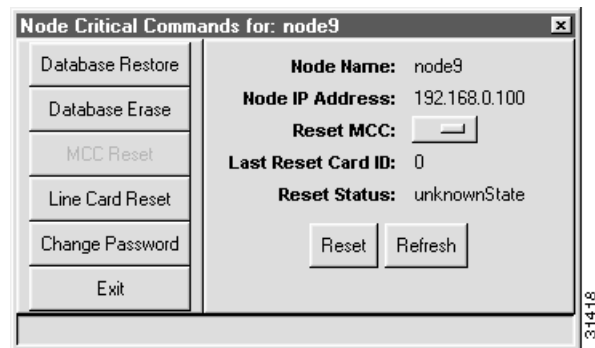 Node Critical Commands for: node9
Database Restore
Database Erase
MCC Reset
Line Card Reset
Change Password
Exit
Node Name: node9
Node IP Address: 192.168.0.100
Reset MCC:
Last Reset Card ID: 0
Reset Status: unknownState
Reset Refresh
31418